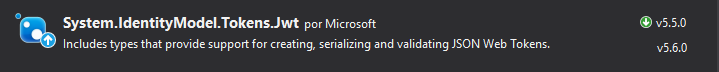 System.IdentityModel.Tokens.Jwt por Microsoft
v5.5.0
Includes types that provide support for creating, serializing and validating JSON Web Tokens.
v5.6.0